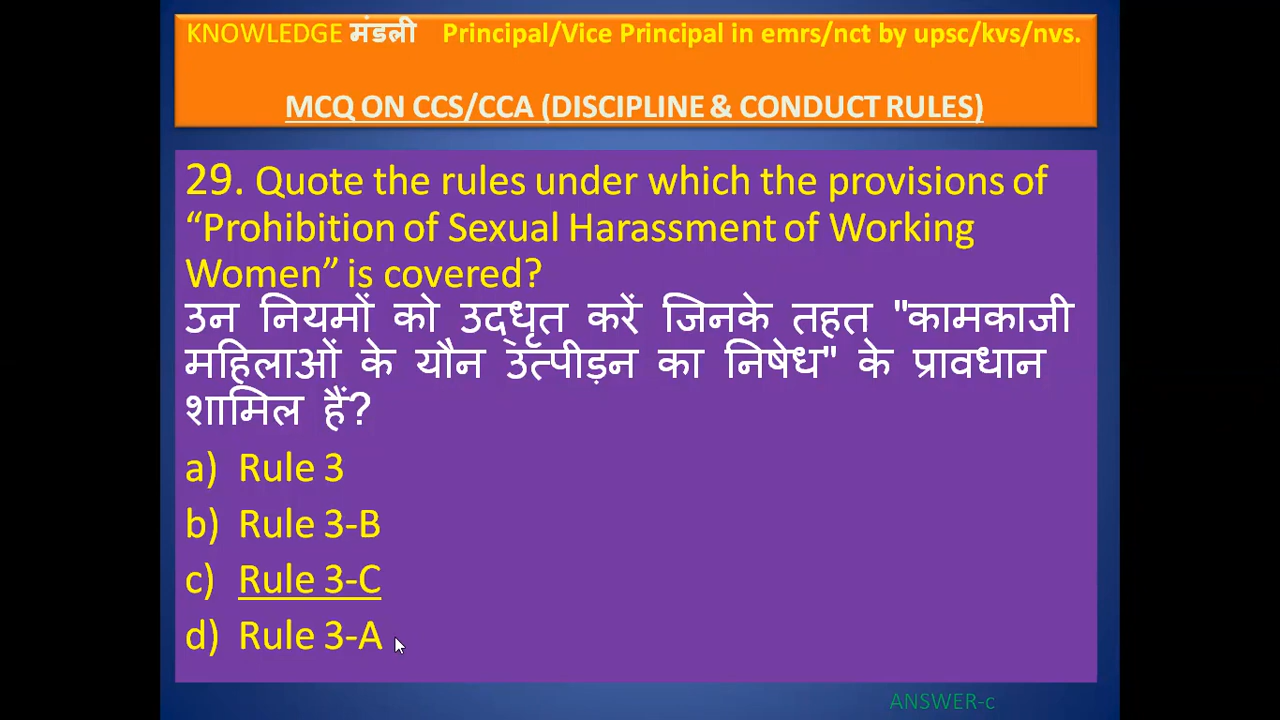 KNOWLEDGE मंडली Principal/Vice Principal in emrs/nct by upsc/kvs/nvs.
MCQ ON CCS/CCA (DISCIPLINE & CONDUCT RULES)
29. Quote the rules under which the provisions of
“Prohibition of Sexual Harassment of Working
Women” is covered?
उन नियमों को उद्धृत करें जिनके तहत "कामकाजी
महिलाओं के यौन उत्पीड़न का निषेध" के प्रावधान
शामिल हैं?
a) Rule 3
b) Rule 3-B
c) Rule 3-C
d) Rule 3-A
ANSWER-c